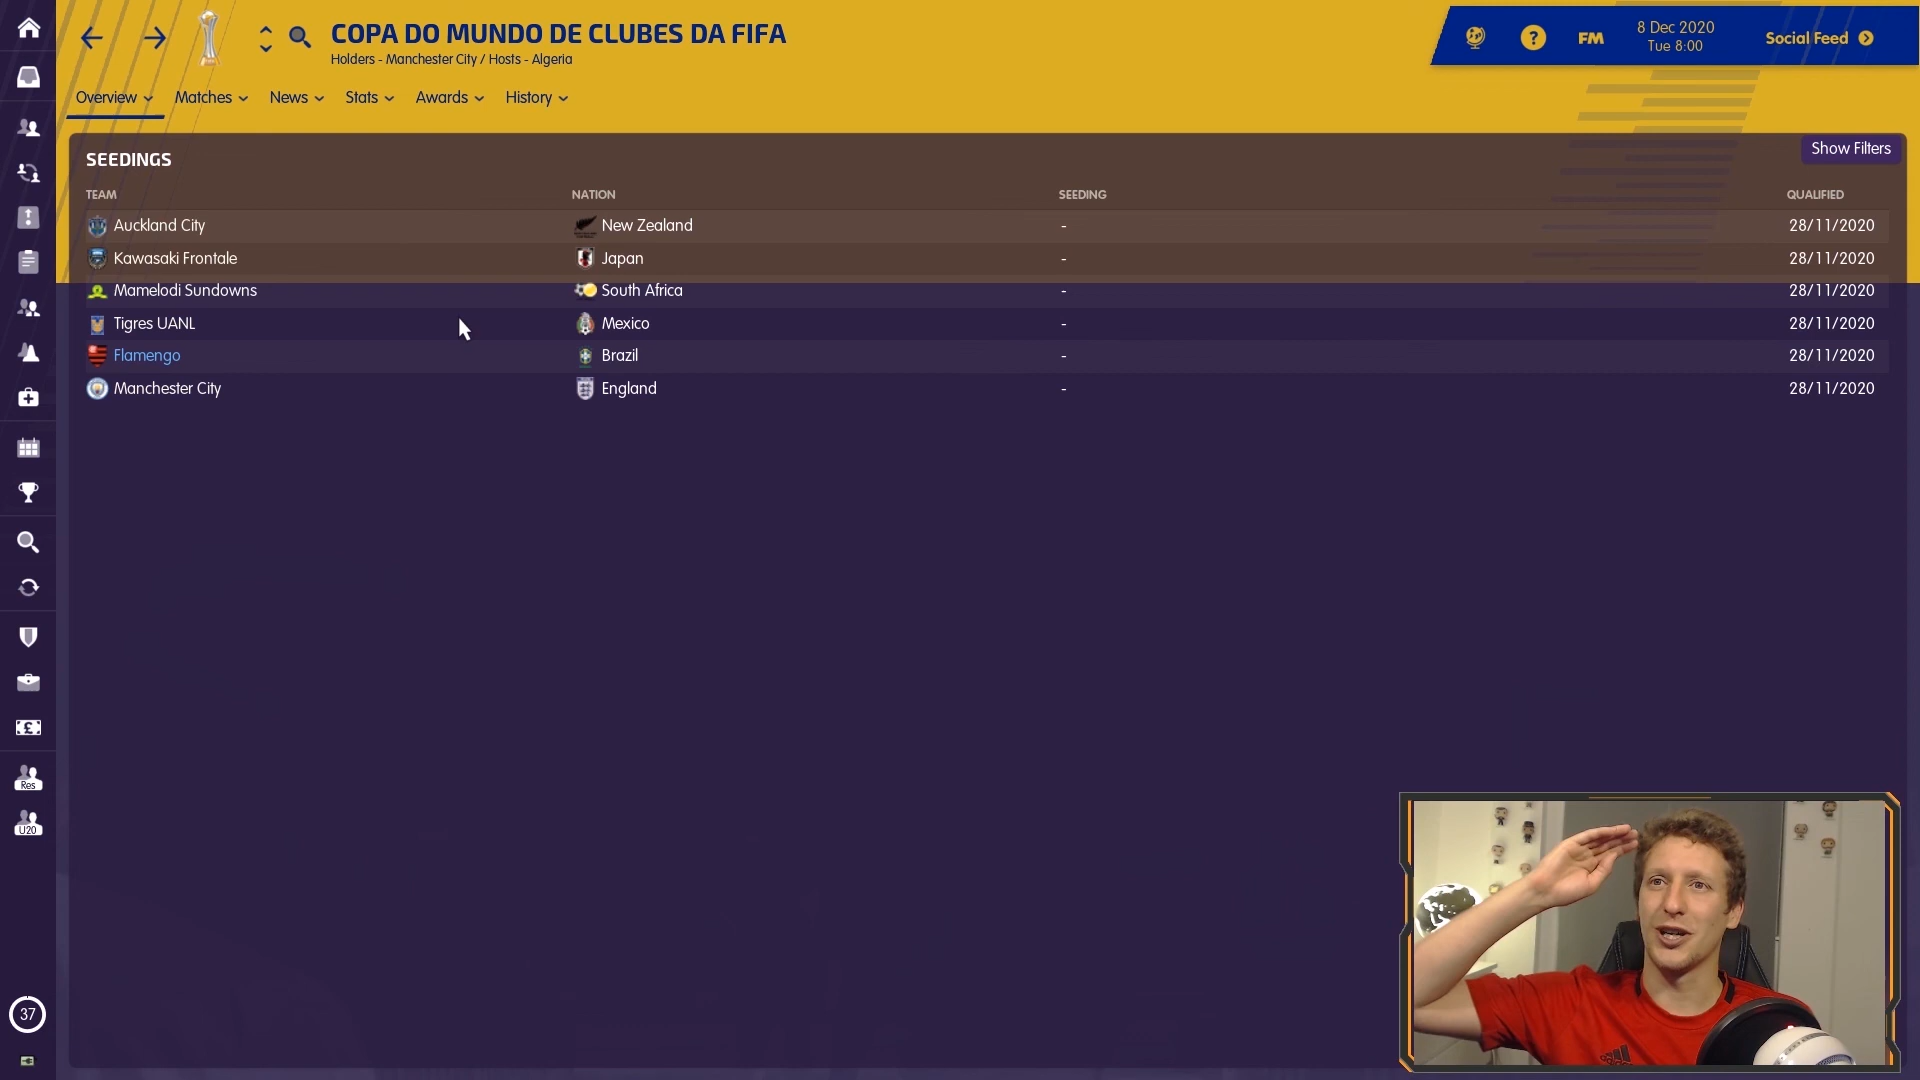 COPA DO MUNDO DE CLUBES DA FIFA
Holders - Manchester City / Hosts - Algeria
FM
8 Dec 2020
Tue 8:00
Social Feed
Overview
Matches
News
Stats
Awards
History
SEEDINGS
Show Filters
TEAM NATION SEEDING QUALIFIED
Auckland City New Zealand - 28/11/2020
Kawasaki Frontale Japan - 28/11/2020
Mamelodi Sundowns South Africa - 28/11/2020
Tigres UANL Mexico - 28/11/2020
Flamengo Brazil - 28/11/2020
Manchester City England - 28/11/2020
Res
U20
37